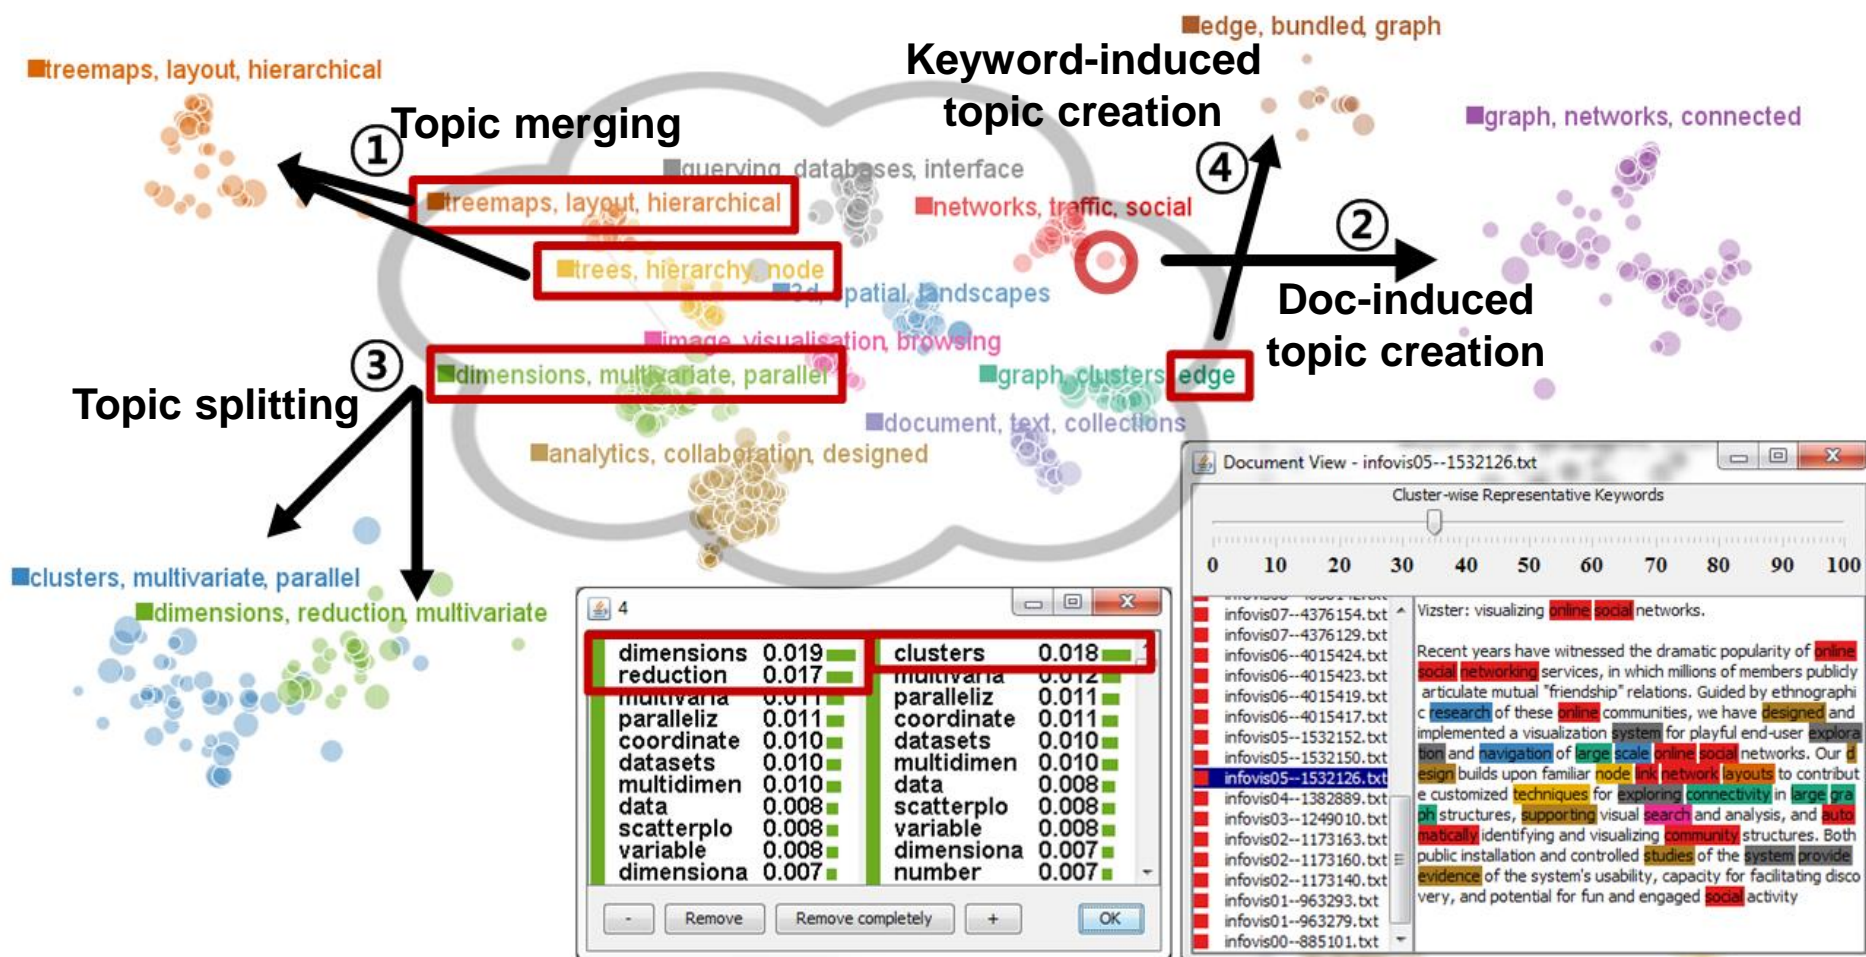 edge, bundled, graph
treemaps, layout, hierarchical
Keyword-induced
topic creation
graph, networks, connected
① Topic merging
querying, databases, interface
④
treemaps, layout, hierarchical
networks, traffic, social
②
trees, hierarchy, node
3d, spatial, landscapes
Doc-induced
topic creation
image, visualisation, browsing
③
dimensions, multivariate, parallel
graph, clusters, edge
Topic splitting
document, text, collections
analytics, collaboration, designed
clusters, multivariate, parallel
dimensions, reduction, multivariate
4
dimensions 0.019
reduction 0.017
multivaria 0.011
paralleliz 0.011
coordinate 0.010
datasets 0.010
multidimen 0.010
data 0.008
scatterplo 0.008
variable 0.008
dimensiona 0.007
clusters 0.018
multivaria 0.012
paralleliz 0.011
coordinate 0.011
datasets 0.010
multidimen 0.010
data 0.008
scatterplo 0.008
variable 0.008
dimensiona 0.007
number 0.007
- Remove Remove completely + OK
Document View - infovis05--1532126.txt
Cluster-wise Representative Keywords
0 10 20 30 40 50 60 70 80 90 100
infovis07--4376154.txt
infovis07--4376129.txt
infovis06--4015424.txt
infovis06--4015423.txt
infovis06--4015419.txt
infovis06--4015417.txt
infovis05--1532152.txt
infovis05--1532150.txt
infovis05--1532126.txt
infovis04--1382889.txt
infovis03--1249010.txt
infovis02--1173163.txt
infovis02--1173160.txt
infovis02--1173140.txt
infovis01--963293.txt
infovis01--963279.txt
infovis00--885101.txt
Vizster: visualizing online social networks.
Recent years have witnessed the dramatic popularity of online
social networking services, in which millions of members publicly
articulate mutual "friendship" relations. Guided by ethnographi
c research of these online communities, we have designed and
implemented a visualization system for playful end-user explora
tion and navigation of large scale online social networks. Our d
esign builds upon familiar node link network layouts to contribut
e customized techniques for exploring connectivity in large gra
ph structures, supporting visual search and analysis, and auto
matically identifying and visualizing community structures. Both
public installation and controlled studies of the system provide
evidence of the system's usability, capacity for facilitating disco
very, and potential for fun and engaged social activity